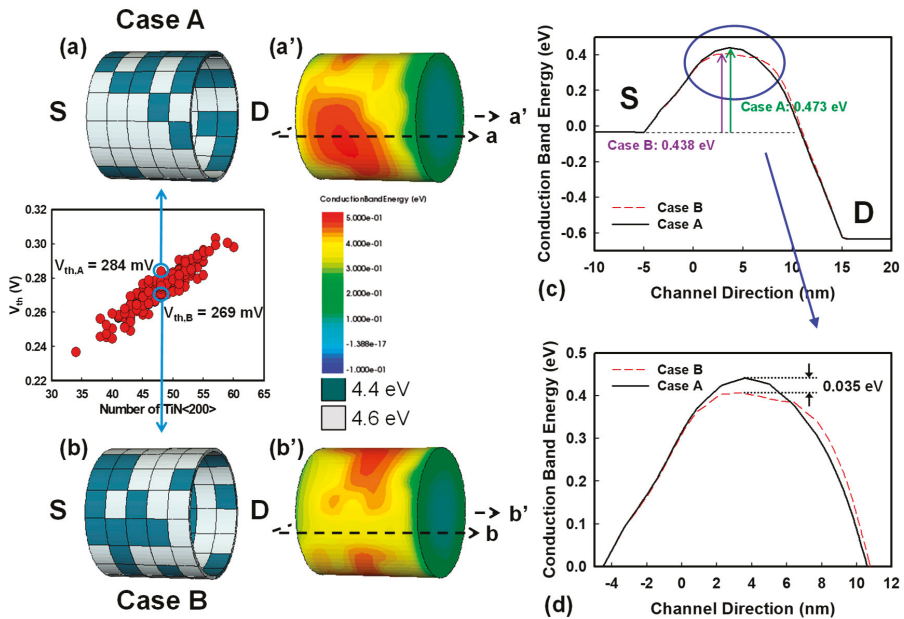 Case A
(a)
(a')
S
D
a'
a
0.32
0.30
0.28
0.26
0.24
0.22
V_th (V)
V_th,A = 284 mV
V_th,B = 269 mV
30 35 40 45 50 55 60 65
Number of TiN<200>
ConductionBandEnergy (eV)
5.000e-01
4.000e-01
3.000e-01
2.000e-01
1.000e-01
-1.388e-17
-1.000e-01
4.4 eV
4.6 eV
(b)
(b')
S
D
b'
b
Case B
Conduction Band Energy (eV)
0.4
0.2
0.0
-0.2
-0.4
-0.6
S
Case A: 0.473 eV
Case B: 0.438 eV
D
Case B
Case A
-10 -5 0 5 10 15 20
(c)
Channel Direction (nm)
Conduction Band Energy (eV)
0.5
0.4
0.3
0.2
0.1
0.0
Case B
Case A
0.035 eV
-4 -2 0 2 4 6 8 10 12
(d)
Channel Direction (nm)